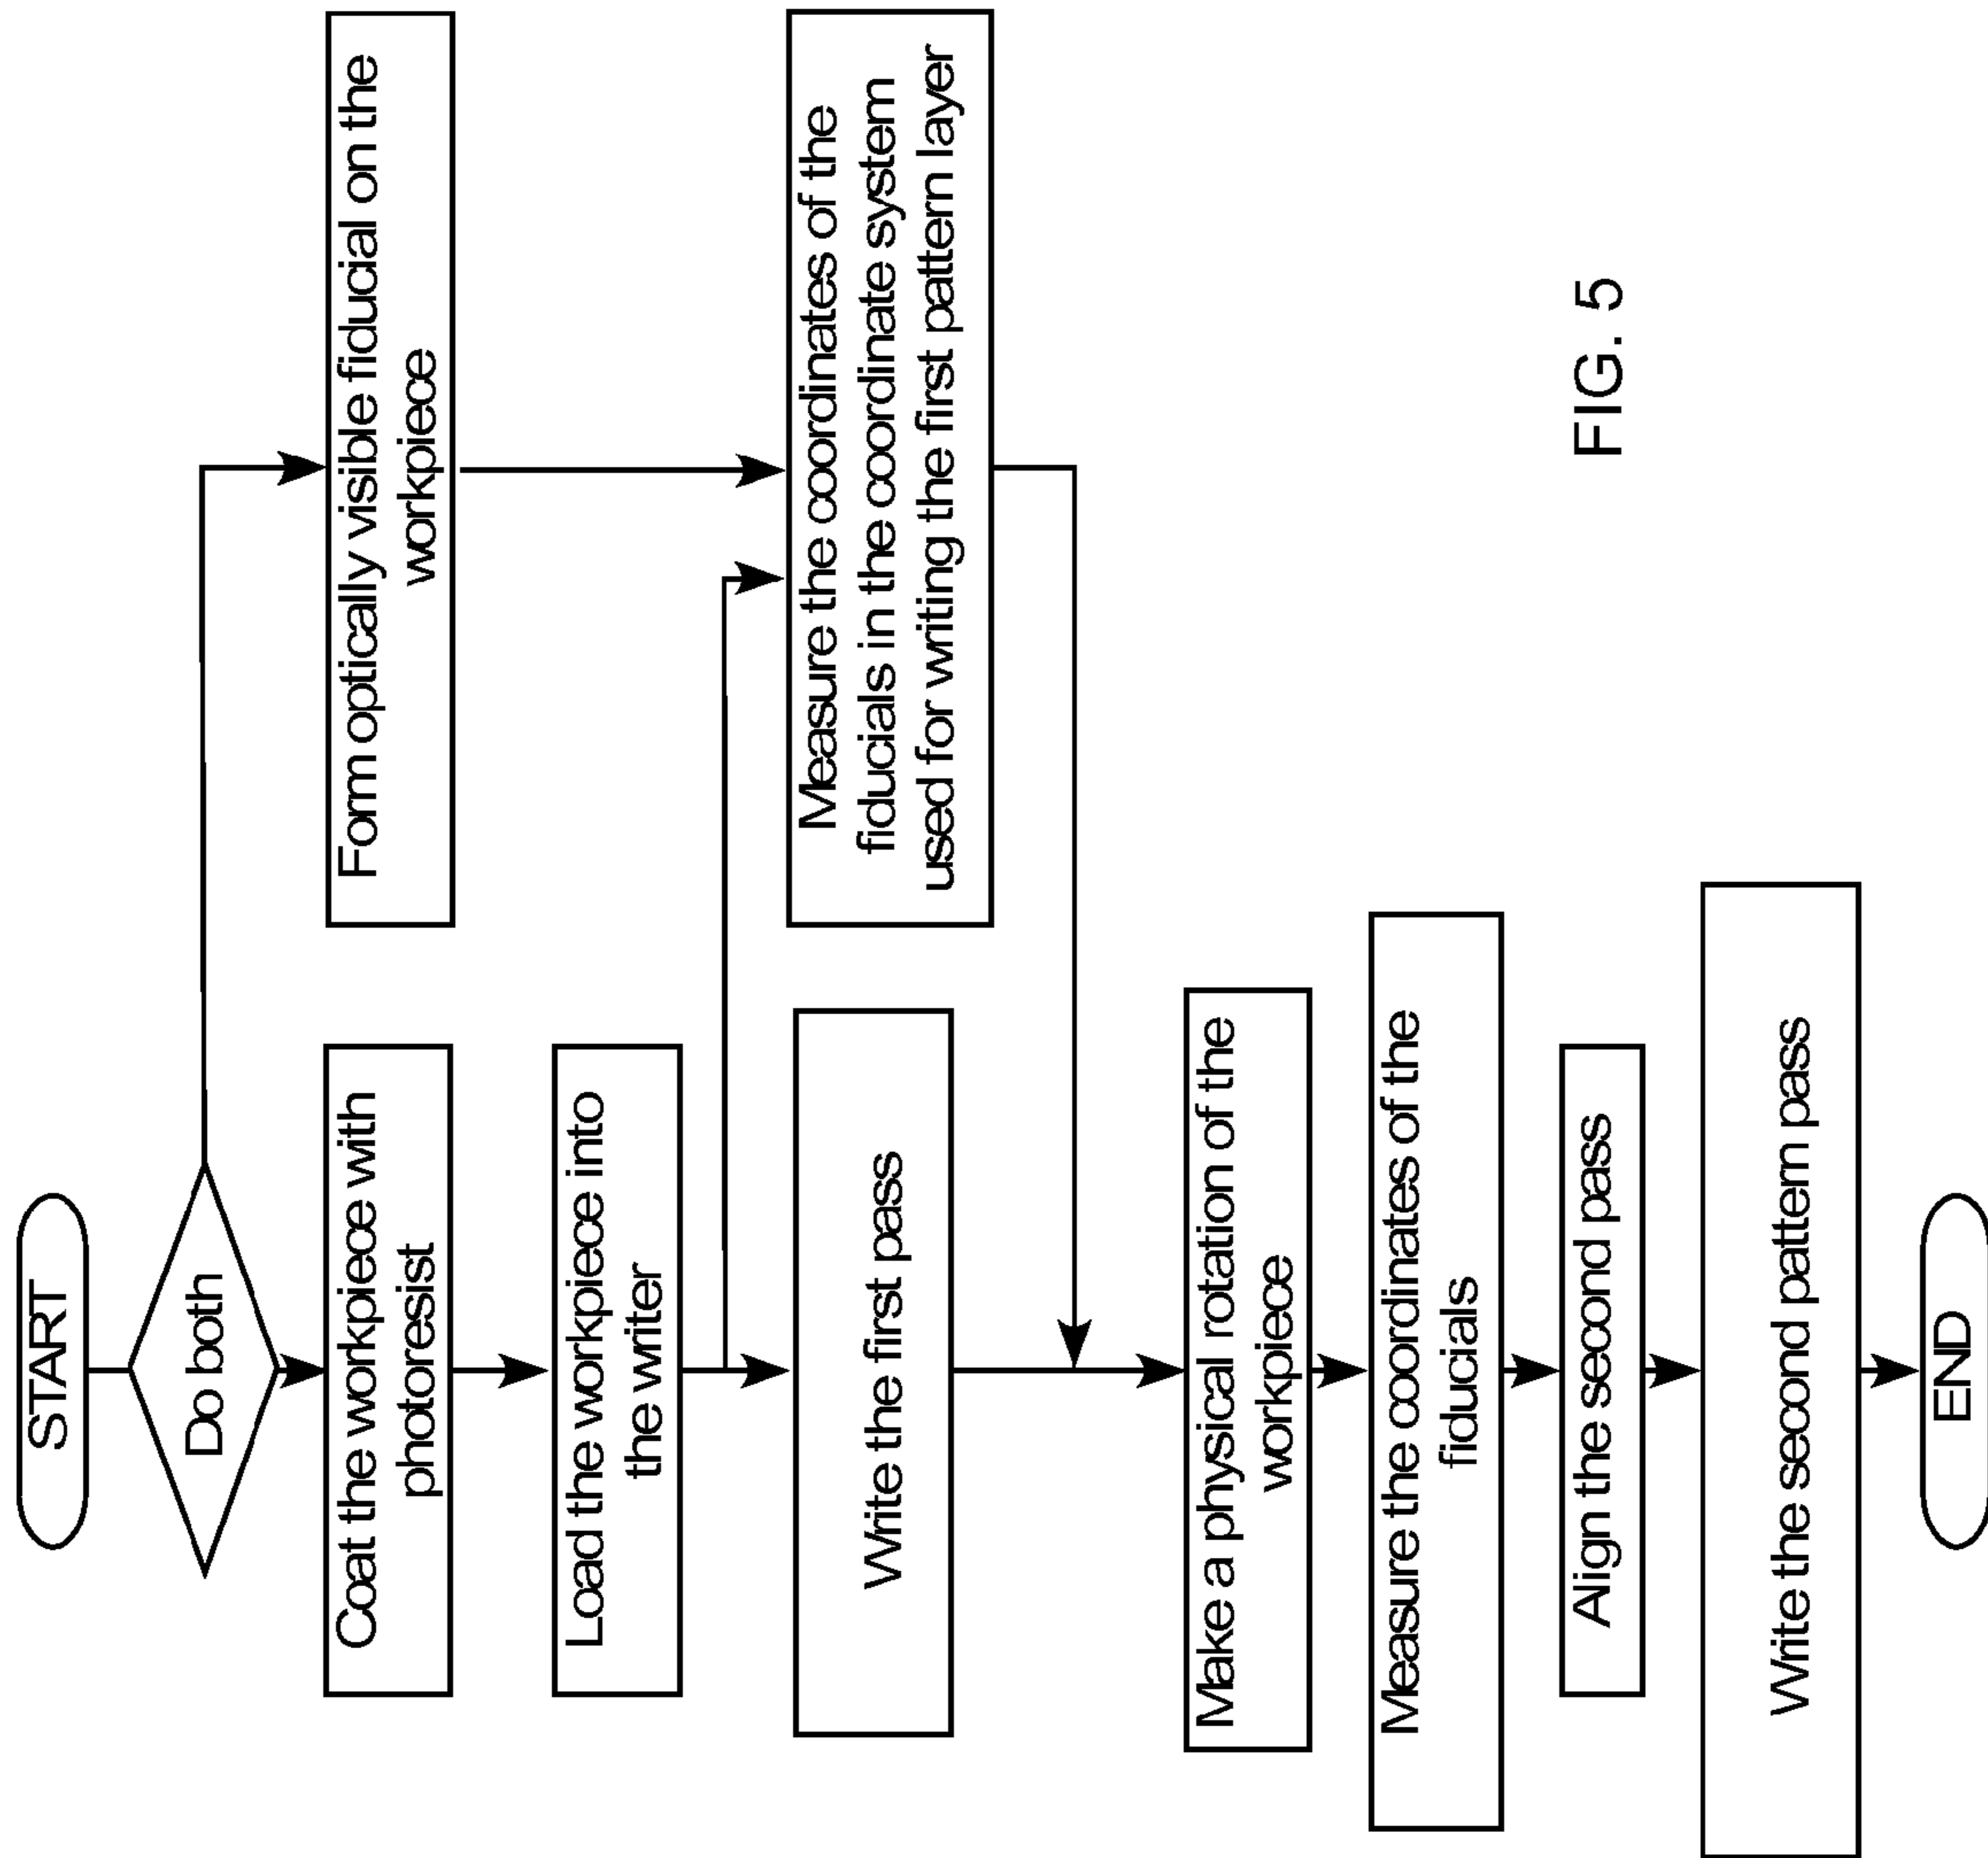 START
Do both
Coat the workpiece with
photoresist
Form optically visible fiducial on the
workpiece
Load the workpiece into
the writer
Write the first pass
Measure the coordinates of the
fiducials in the coordinate system
used for writing the first pattern layer
Make a physical rotation of the
workpiece
Measure the coordinates of the
fiducials
Align the second pass
Write the second pattern pass
END
FIG. 5